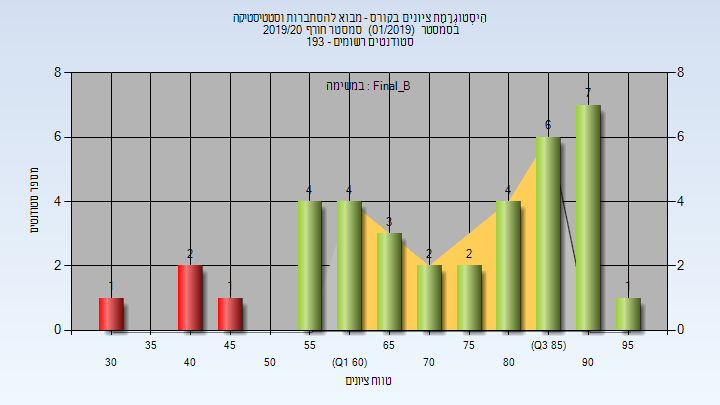 הִיסְטוֹגְרָמַת ציונים בקורס - מבוא להסתברות וסטטיסטיקה
בסמסטר (01/2019) סמסטר חורף 2019/20
סטודנטים רשומים - 193
במשימה : Final_B
8 8
6 6
4 4
2 2
0 0
מספר סטודנטים
1 2 1 4 4 3 2 2 4 6 7 1
35 45 55 65 75 (Q3 85) 95
30 40 50 (Q1 60) 70 80 90
טווח ציונים